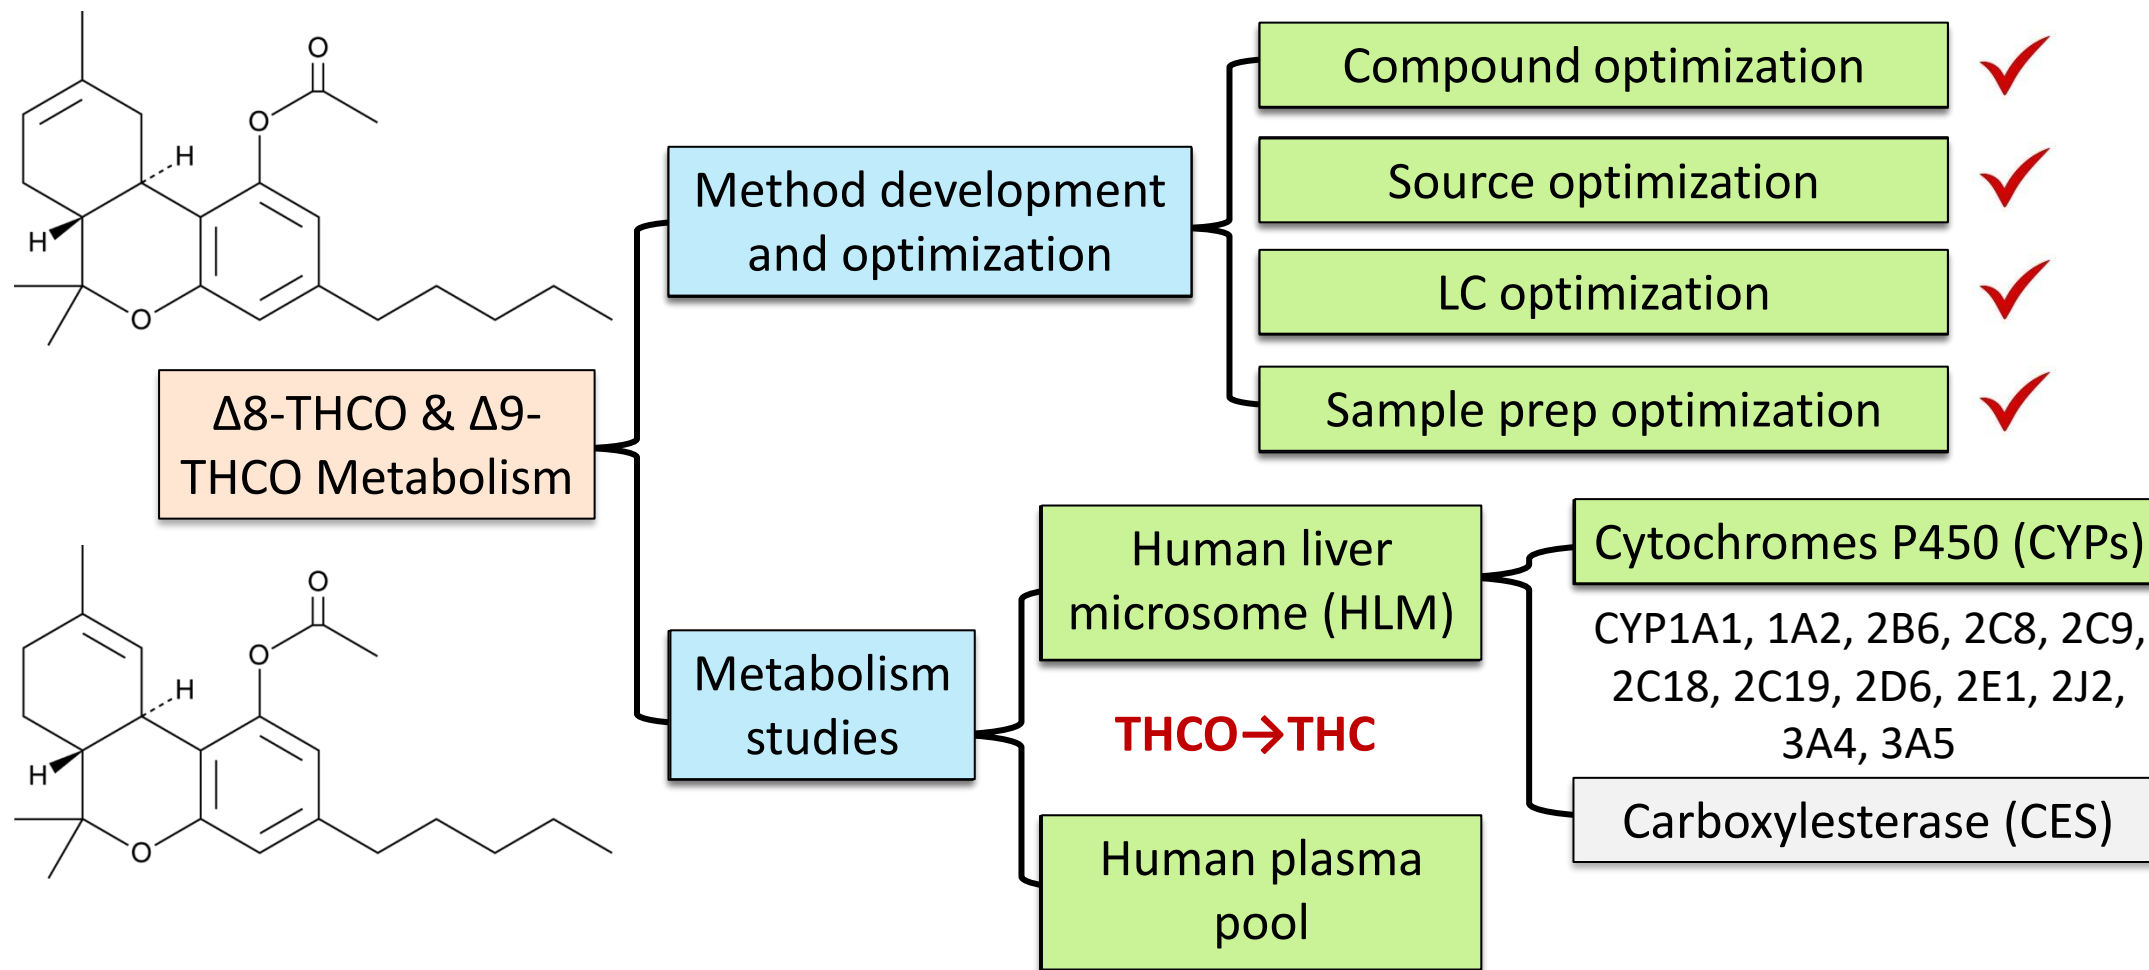 O
O
H
H
O
Δ8-THCO & Δ9-
THCO Metabolism
O
O
H
H
O
Method development
and optimization
Compound optimization
Source optimization
LC optimization
Sample prep optimization
Metabolism
studies
Human liver
microsome (HLM)
THCO→THC
Human plasma
pool
Cytochromes P450 (CYPs)
CYP1A1, 1A2, 2B6, 2C8, 2C9,
2C18, 2C19, 2D6, 2E1, 2J2,
3A4, 3A5
Carboxylesterase (CES)